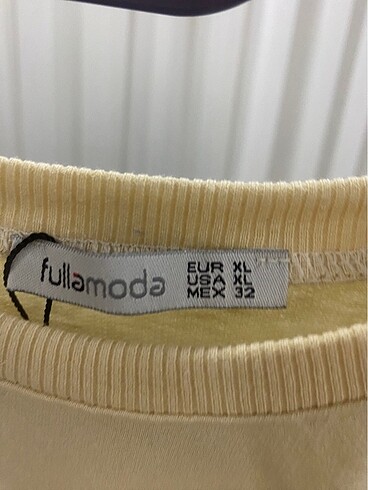 fullamoda
EUR XL
USA XL
MEX 32